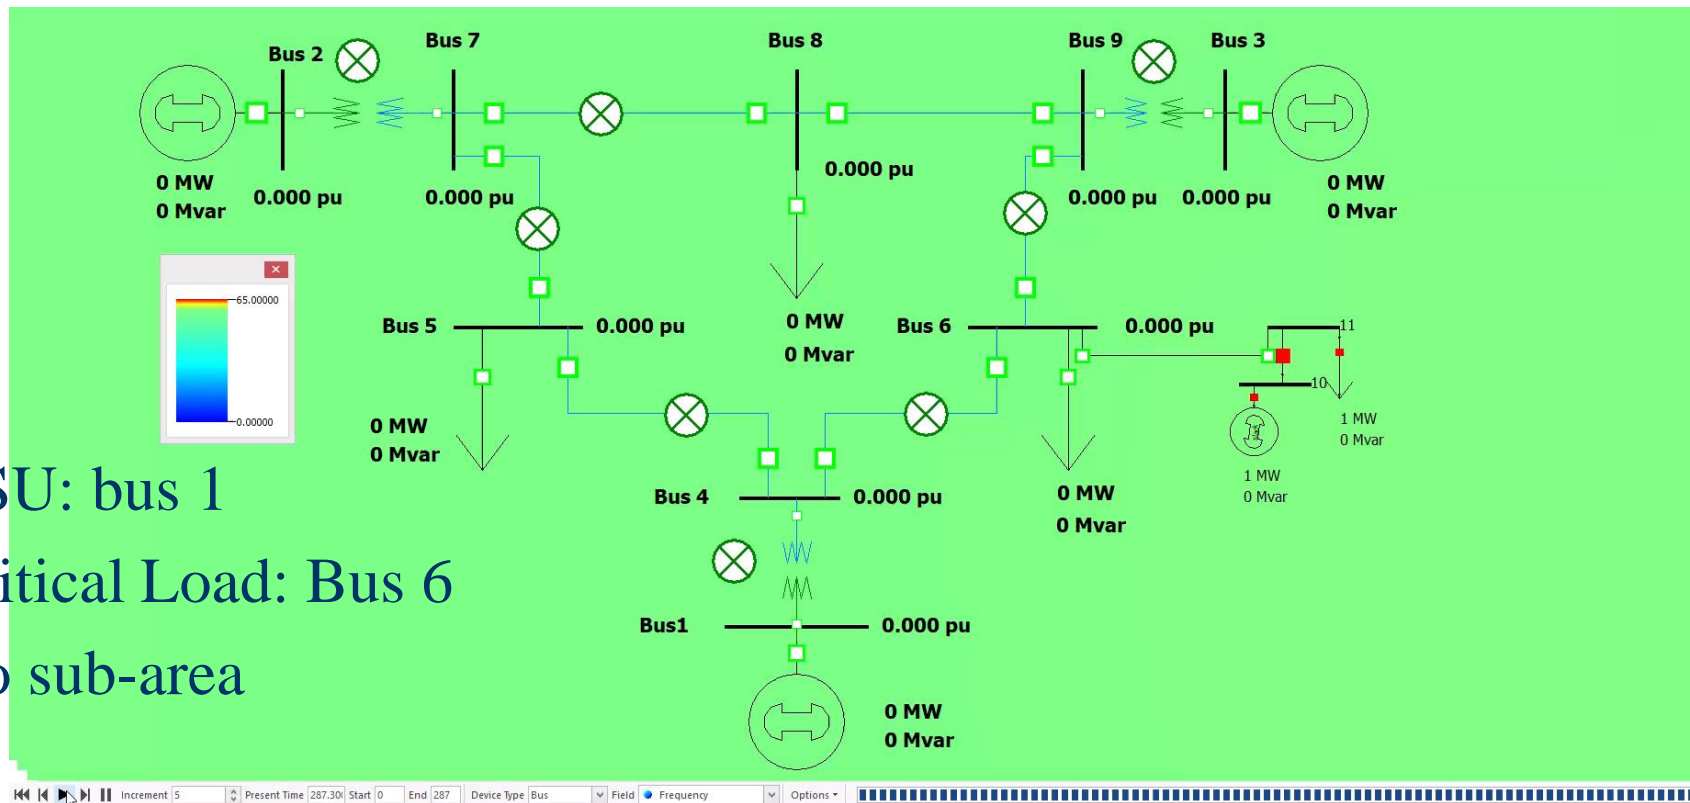 Bus 2
Bus 7
Bus 8
Bus 9
Bus 3
0 MW
0 Mvar
0.000 pu
0.000 pu
0.000 pu
0.000 pu
0.000 pu
0 MW
0 Mvar
65.00000
0.00000
Bus 5
0.000 pu
0 MW
0 Mvar
Bus 6
0.000 pu
11
10
1 MW
0 Mvar
1 MW
0 Mvar
0 MW
0 Mvar
Bus 4
0.000 pu
0 MW
0 Mvar
SU: bus 1
itical Load: Bus 6
o sub-area
Bus1
0.000 pu
0 MW
0 Mvar
Increment 5 Present Time 287.30 Start 0 End 287 Device Type Bus Field Frequency Options